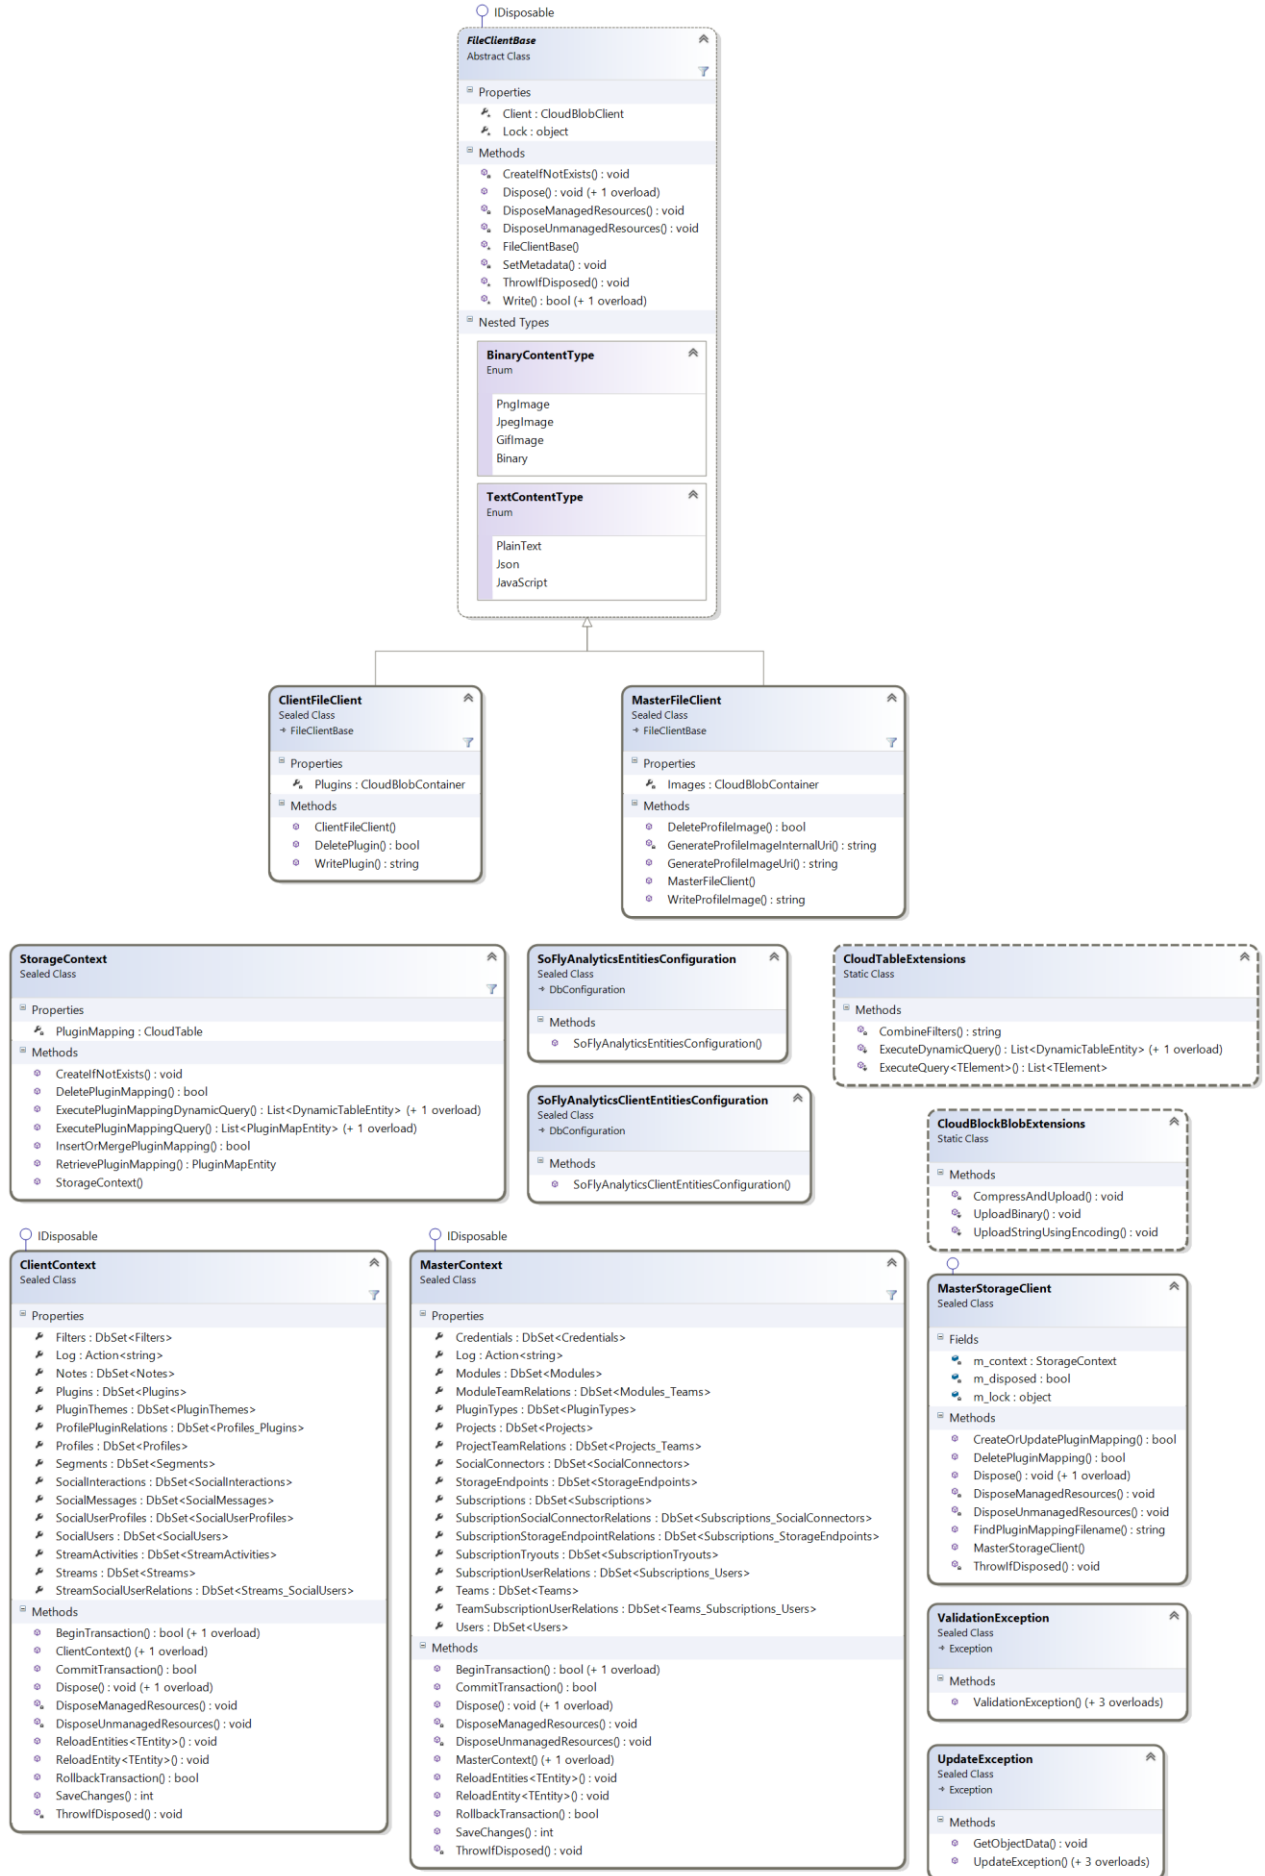 IDisposable
FileClientBase
Abstract Class
Properties
Client : CloudBlobClient
Lock : object
Methods
CreateIfNotExists() : void
Dispose() : void (+ 1 overload)
DisposeManagedResources() : void
DisposeUnmanagedResources() : void
FileClientBase()
SetMetadata() : void
ThrowIfDisposed() : void
Write() : bool (+ 1 overload)
Nested Types
BinaryContentType
Enum
PngImage
JpegImage
GifImage
Binary
TextContentType
Enum
PlainText
Json
JavaScript
ClientFileClient
Sealed Class
FileClientBase
Properties
Plugins : CloudBlobContainer
Methods
ClientFileClient()
DeletePlugin() : bool
WritePlugin() : string
MasterFileClient
Sealed Class
FileClientBase
Properties
Images : CloudBlobContainer
Methods
DeleteProfileImage() : bool
GenerateProfileImageInternalUri() : string
GenerateProfileImageUri() : string
MasterFileClient()
WriteProfileImage() : string
StorageContext
Sealed Class
Properties
PluginMapping : CloudTable
Methods
CreateIfNotExists() : void
DeletePluginMapping() : bool
ExecutePluginMappingDynamicQuery() : List<DynamicTableEntity> (+ 1 overload)
ExecutePluginMappingQuery() : List<PluginMapEntity> (+ 1 overload)
InsertOrMergePluginMapping() : bool
RetrievePluginMapping() : PluginMapEntity
StorageContext()
SoFlyAnalyticsEntitiesConfiguration
Sealed Class
DbConfiguration
Methods
SoFlyAnalyticsEntitiesConfiguration()
SoFlyAnalyticsClientEntitiesConfiguration
Sealed Class
DbConfiguration
Methods
SoFlyAnalyticsClientEntitiesConfiguration()
CloudTableExtensions
Static Class
Methods
CombineFilters() : string
ExecuteDynamicQuery() : List<DynamicTableEntity> (+ 1 overload)
ExecuteQuery<TElement>() : List<TElement>
CloudBlockBlobExtensions
Static Class
Methods
CompressAndUpload() : void
UploadBinary() : void
UploadStringUsingEncoding() : void
IDisposable
ClientContext
Sealed Class
Properties
Filters : DbSet<Filters>
Log : Action<string>
Notes : DbSet<Notes>
Plugins : DbSet<Plugins>
PluginThemes : DbSet<PluginThemes>
ProfilePluginRelations : DbSet<Profiles_Plugins>
Profiles : DbSet<Profiles>
Segments : DbSet<Segments>
SocialInteractions : DbSet<SocialInteractions>
SocialMessages : DbSet<SocialMessages>
SocialUserProfiles : DbSet<SocialUserProfiles>
SocialUsers : DbSet<SocialUsers>
StreamActivities : DbSet<StreamActivities>
Streams : DbSet<Streams>
StreamSocialUserRelations : DbSet<Streams_SocialUsers>
Methods
BeginTransaction() : bool (+ 1 overload)
ClientContext() (+ 1 overload)
CommitTransaction() : bool
Dispose() : void (+ 1 overload)
DisposeManagedResources() : void
DisposeUnmanagedResources() : void
ReloadEntities<TEntity>() : void
ReloadEntity<TEntity>() : void
RollbackTransaction() : bool
SaveChanges() : int
ThrowIfDisposed() : void
IDisposable
MasterContext
Sealed Class
Properties
Credentials : DbSet<Credentials>
Log : Action<string>
Modules : DbSet<Modules>
ModuleTeamRelations : DbSet<Modules_Teams>
PluginTypes : DbSet<PluginTypes>
Projects : DbSet<Projects>
ProjectTeamRelations : DbSet<Projects_Teams>
SocialConnectors : DbSet<SocialConnectors>
StorageEndpoints : DbSet<StorageEndpoints>
Subscriptions : DbSet<Subscriptions>
SubscriptionSocialConnectorRelations : DbSet<Subscriptions_SocialConnectors>
SubscriptionStorageEndpointRelations : DbSet<Subscriptions_StorageEndpoints>
SubscriptionTryouts : DbSet<SubscriptionTryouts>
SubscriptionUserRelations : DbSet<Subscriptions_Users>
Teams : DbSet<Teams>
TeamSubscriptionUserRelations : DbSet<Teams_Subscriptions_Users>
Users : DbSet<Users>
Methods
BeginTransaction() : bool (+ 1 overload)
CommitTransaction() : bool
Dispose() : void (+ 1 overload)
DisposeManagedResources() : void
DisposeUnmanagedResources() : void
MasterContext() (+ 1 overload)
ReloadEntities<TEntity>() : void
ReloadEntity<TEntity>() : void
RollbackTransaction() : bool
SaveChanges() : int
ThrowIfDisposed() : void
MasterStorageClient
Sealed Class
Fields
m_context : StorageContext
m_disposed : bool
m_lock : object
Methods
CreateOrUpdatePluginMapping() : bool
DeletePluginMapping() : bool
Dispose() : void (+ 1 overload)
DisposeManagedResources() : void
DisposeUnmanagedResources() : void
FindPluginMappingFilename() : string
MasterStorageClient()
ThrowIfDisposed() : void
ValidationException
Sealed Class
Exception
Methods
ValidationException() (+ 3 overloads)
UpdateException
Sealed Class
Exception
Methods
GetObjectData() : void
UpdateException() (+ 3 overloads)